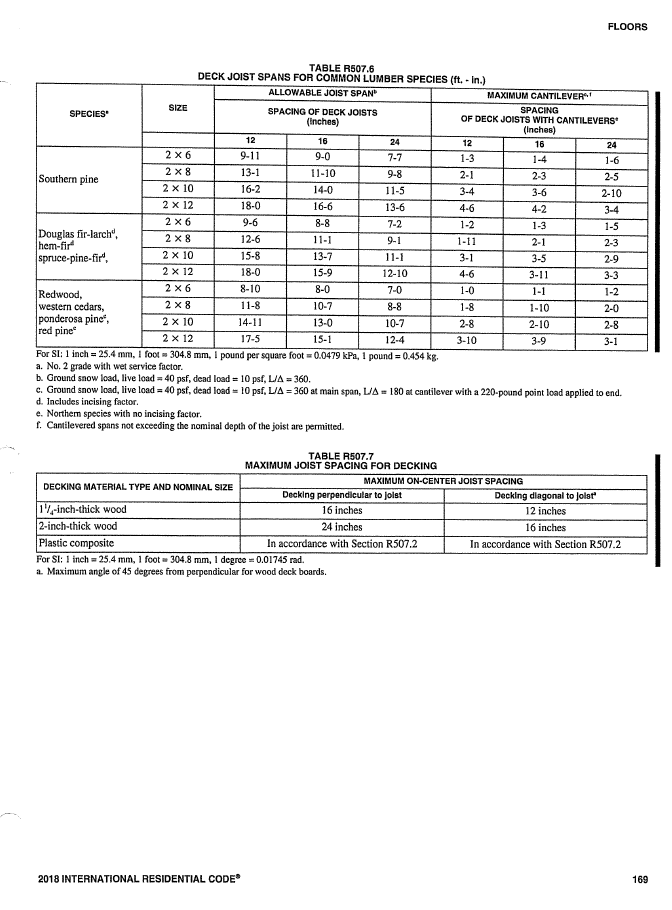 FLOORS
TABLE R507.6
DECK JOIST SPANS FOR COMMON LUMBER SPECIES (ft. - in.)
SPECIESᵃ SIZE ALLOWABLE JOIST SPANᵇ MAXIMUM CANTILEVERᶜ˒ ᶠ
SPACING OF DECK JOISTS (inches) SPACING OF DECK JOISTS WITH CANTILEVERSᶜ (inches)
12 16 24 12 16 24
Southern pine
2 × 6 9-11 9-0 7-7 1-3 1-4 1-6
2 × 8 13-1 11-10 9-8 2-1 2-3 2-5
2 × 10 16-2 14-0 11-5 3-4 3-6 2-10
2 × 12 18-0 16-6 13-6 4-6 4-2 3-4
Douglas fir-larchᵈ,
hem-firᵈ
spruce-pine-firᵈ,
2 × 6 9-6 8-8 7-2 1-2 1-3 1-5
2 × 8 12-6 11-1 9-1 1-11 2-1 2-3
2 × 10 15-8 13-7 11-1 3-1 3-5 2-9
2 × 12 18-0 15-9 12-10 4-6 3-11 3-3
Redwood,
western cedars,
ponderosa pineᵉ,
red pineᵉ
2 × 6 8-10 8-0 7-0 1-0 1-1 1-2
2 × 8 11-8 10-7 8-8 1-8 1-10 2-0
2 × 10 14-11 13-0 10-7 2-8 2-10 2-8
2 × 12 17-5 15-1 12-4 3-10 3-9 3-1
For SI: 1 inch = 25.4 mm, 1 foot = 304.8 mm, 1 pound per square foot = 0.0479 kPa, 1 pound = 0.454 kg.
a. No. 2 grade with wet service factor.
b. Ground snow load, live load = 40 psf, dead load = 10 psf, L/Δ = 360.
c. Ground snow load, live load = 40 psf, dead load = 10 psf, L/Δ = 360 at main span, L/Δ = 180 at cantilever with a 220-pound point load applied to end.
d. Includes incising factor.
e. Northern species with no incising factor.
f. Cantilevered spans not exceeding the nominal depth of the joist are permitted.
TABLE R507.7
MAXIMUM JOIST SPACING FOR DECKING
DECKING MATERIAL TYPE AND NOMINAL SIZE MAXIMUM ON-CENTER JOIST SPACING
Decking perpendicular to joist Decking diagonal to joistᵃ
1¹/₄-inch-thick wood 16 inches 12 inches
2-inch-thick wood 24 inches 16 inches
Plastic composite In accordance with Section R507.2 In accordance with Section R507.2
For SI: 1 inch = 25.4 mm, 1 foot = 304.8 mm, 1 degree = 0.01745 rad.
a. Maximum angle of 45 degrees from perpendicular for wood deck boards.
2018 INTERNATIONAL RESIDENTIAL CODE® 169